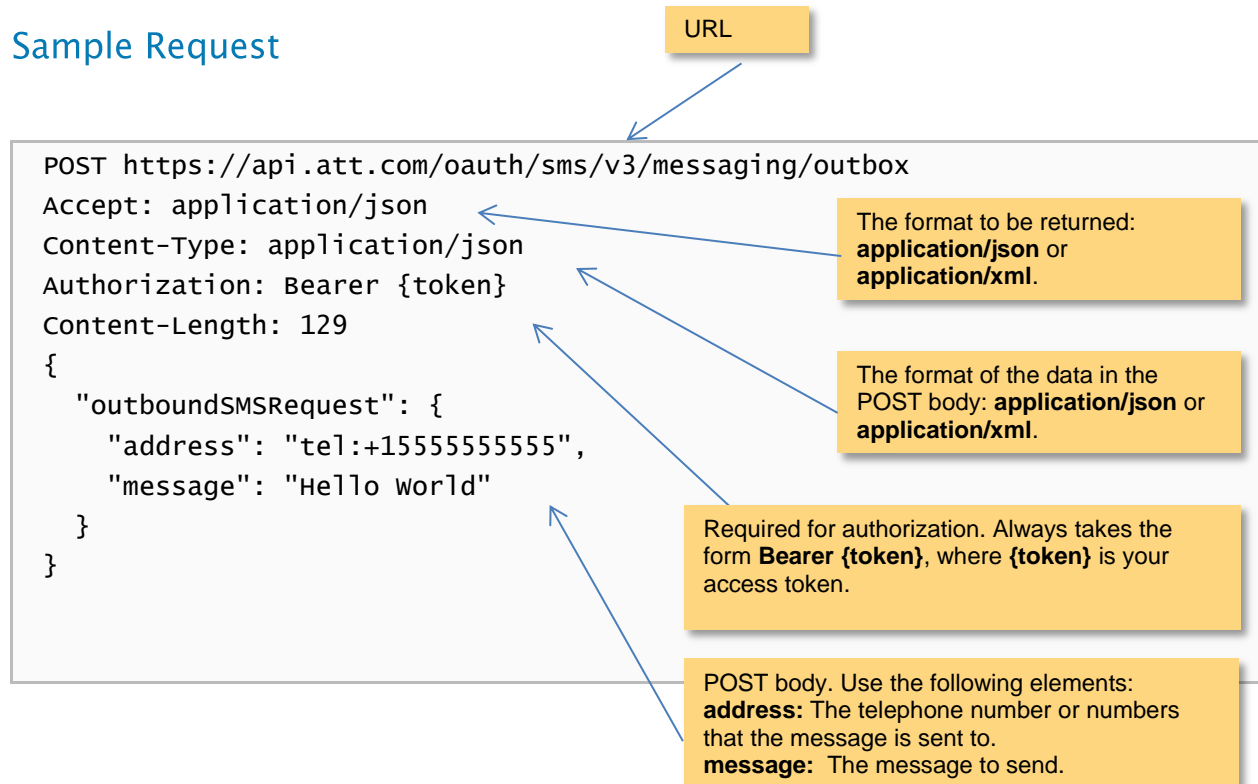 Sample Request
URL
POST https://api.att.com/oauth/sms/v3/messaging/outbox
Accept: application/json
Content-Type: application/json
Authorization: Bearer {token}
Content-Length: 129
{
"outboundSMSRequest": {
"address": "tel:+15555555555",
"message": "Hello World"
}
}
The format to be returned:
application/json or
application/xml.
The format of the data in the
POST body: application/json or
application/xml.
Required for authorization. Always takes the
form Bearer {token}, where {token} is your
access token.
POST body. Use the following elements:
address: The telephone number or numbers
that the message is sent to.
message: The message to send.